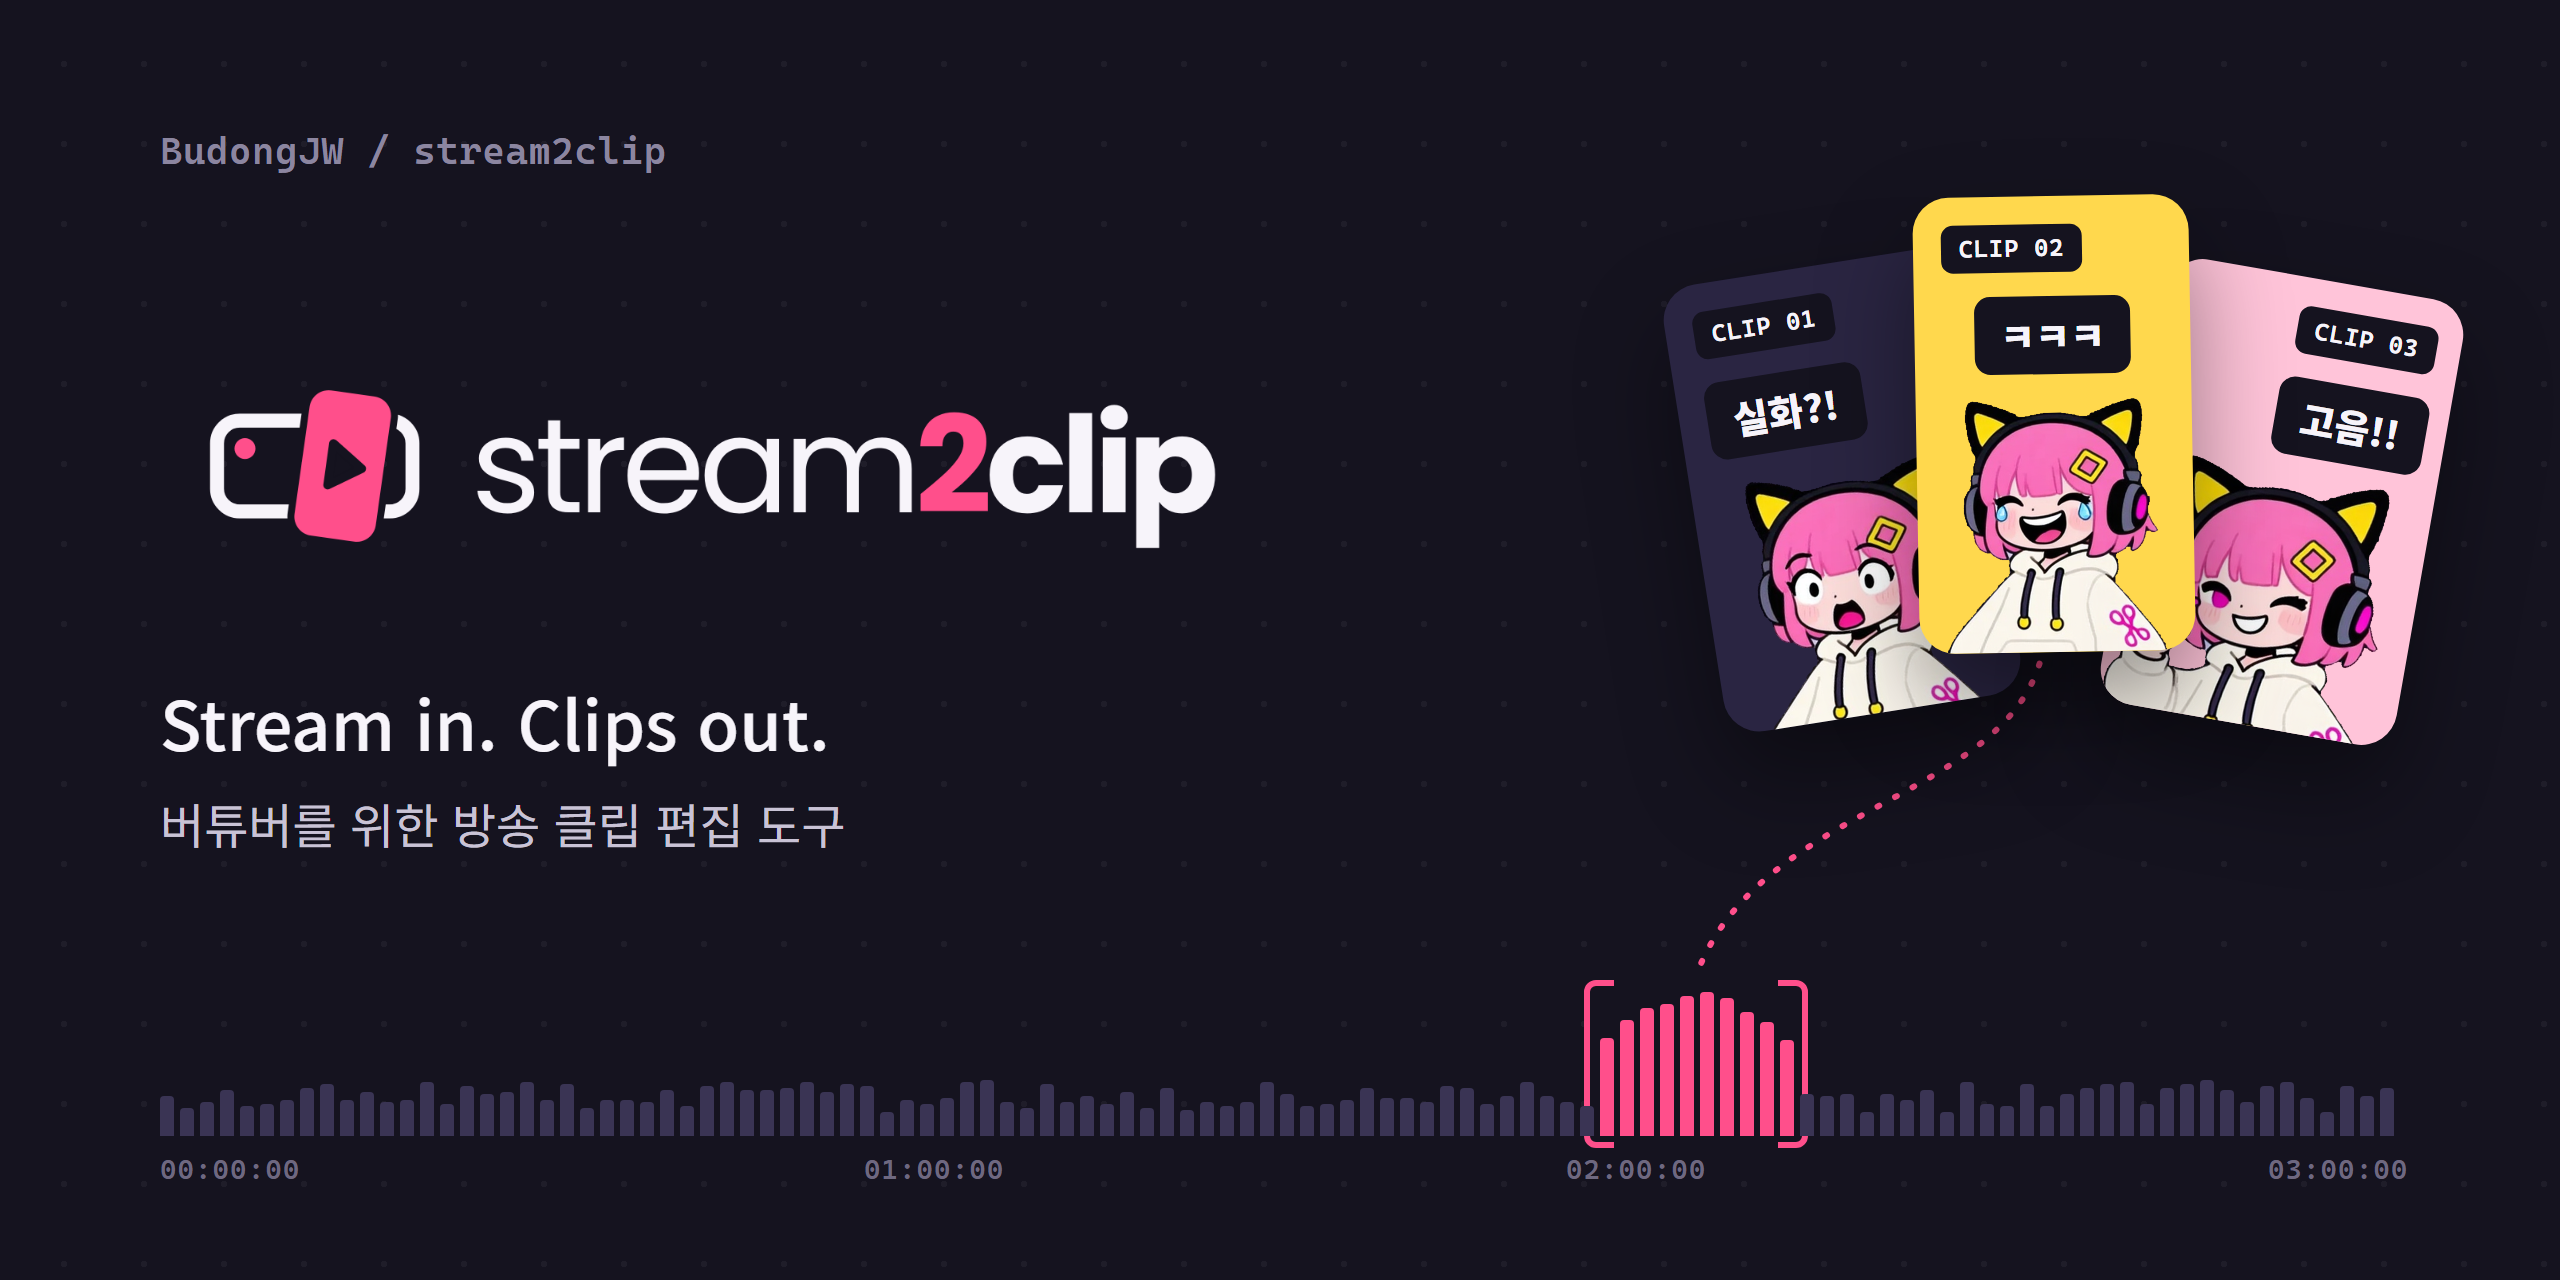 BudongJW / stream2clip
stream2clip
Stream in. Clips out.
버튜버를 위한 방송 클립 편집 도구
CLIP 01
실화?!
CLIP 02
ㅋㅋㅋ
CLIP 03
고음!!
00:00:00
01:00:00
02:00:00
03:00:00